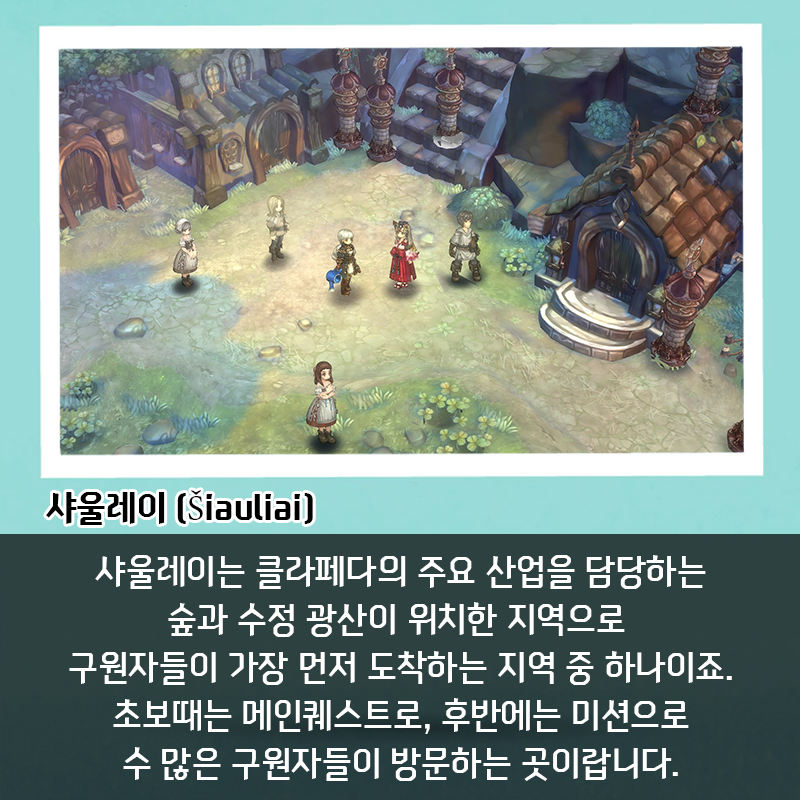 샤울레이 (Šiauliai)
샤울레이는 클라페다의 주요 산업을 담당하는
숲과 수정 광산이 위치한 지역으로
구원자들이 가장 먼저 도착하는 지역 중 하나이죠.
초보때는 메인퀘스트로, 후반에는 미션으로
수 많은 구원자들이 방문하는 곳이랍니다.